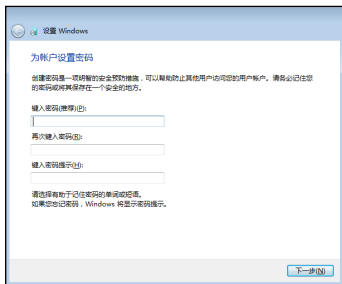 设置 Windows
为帐户设置密码
创建密码是一项明智的安全预防措施，可以帮助防止其他用户访问您的用户帐户。请务必记住您
的密码或将其保存在一个安全的地方。
键入密码(推荐)(P):
再次键入密码(R):
键入密码提示(H):
请选择有助于记住密码的单词或短语。
如果您忘记密码，Windows 将显示密码提示。
下一步(N)